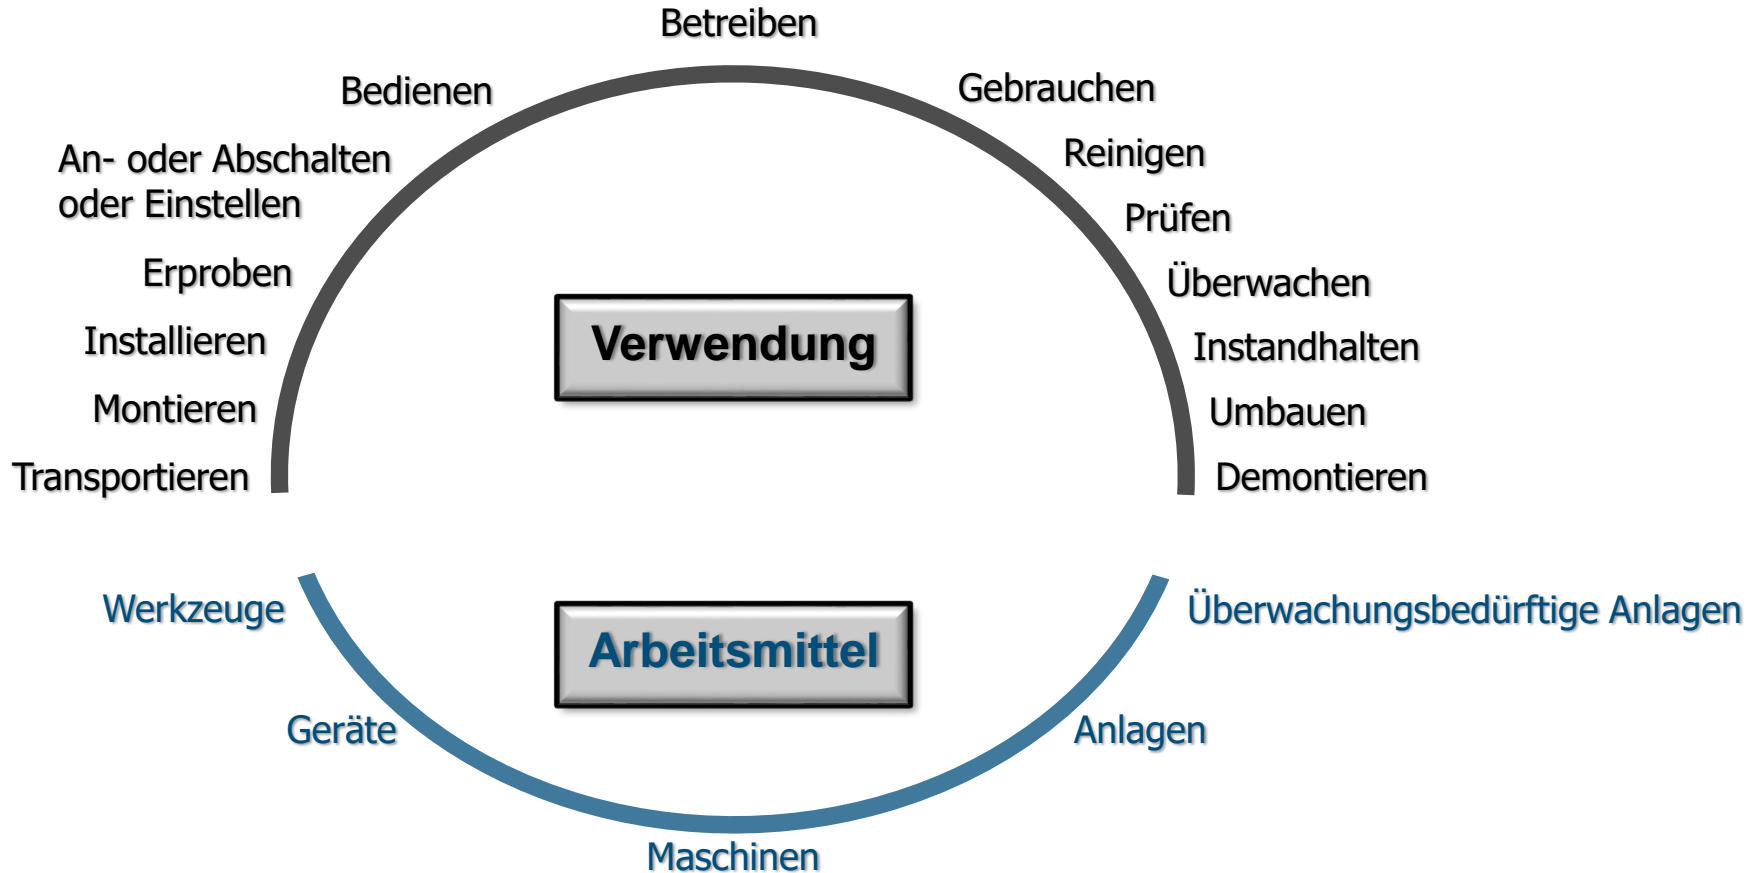 Betreiben
Bedienen
Gebrauchen
An- oder Abschalten
oder Einstellen
Reinigen
Prüfen
Erproben
Überwachen
Installieren
Verwendung
Instandhalten
Montieren
Umbauen
Transportieren
Demontieren
Werkzeuge
Überwachungsbedürftige Anlagen
Arbeitsmittel
Geräte
Anlagen
Maschinen